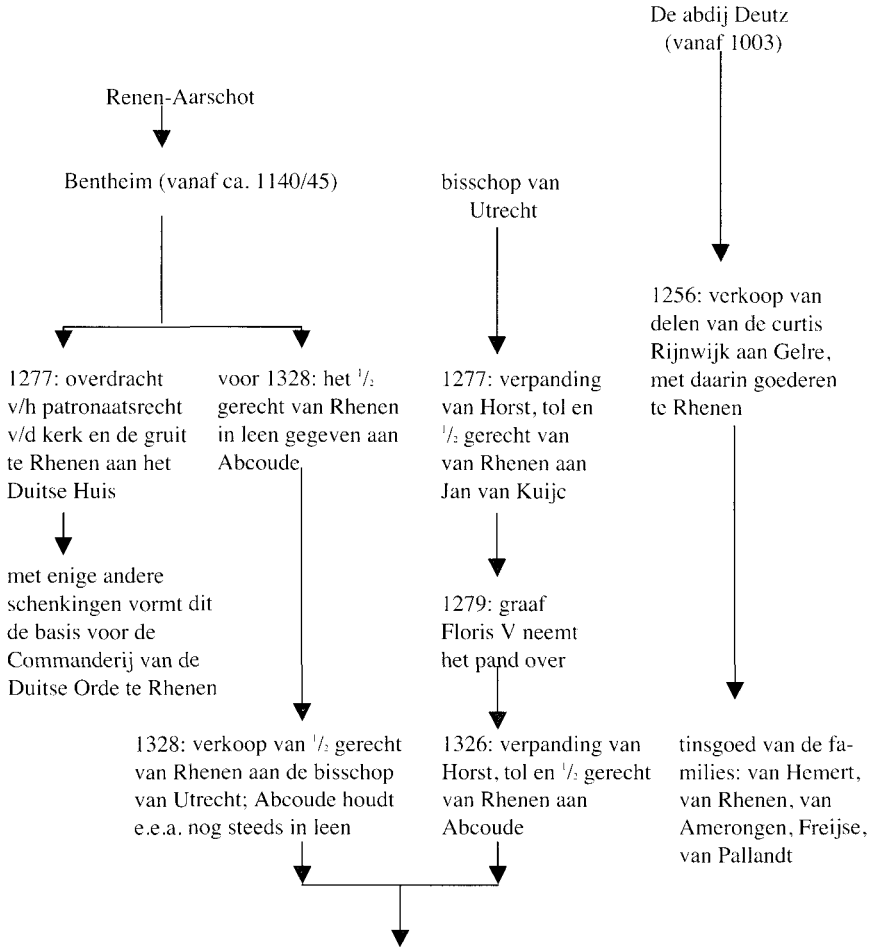 De abdij Deutz
(vanaf 1003)
Renen-Aarschot
Bentheim (vanaf ca. 1140/45)
bisschop van
Utrecht
1256: verkoop van
delen van de curtis
Rijnwijk aan Gelre,
met daarin goederen
te Rhenen
1277: overdracht
v/h patronaatsrecht
v/d kerk en de gruit
te Rhenen aan het
Duitse Huis
voor 1328: het 1/2
gerecht van Rhenen
in leen gegeven aan
Abcoude
1277: verpanding
van Horst, tol en
1/2 gerecht van
van Rhenen aan
Jan van Kuijc
met enige andere
schenkingen vormt dit
de basis voor de
Commanderij van de
Duitse Orde te Rhenen
1279: graaf
Floris V neemt
het pand over
1328: verkoop van 1/2 gerecht
van Rhenen aan de bisschop
van Utrecht; Abcoude houdt
e.e.a. nog steeds in leen
1326: verpanding van
Horst, tol en 1/2 gerecht
van Rhenen aan
Abcoude
tinsgoed van de fa-
milies: van Hemert,
van Rhenen, van
Amerongen, Freijse,
van Pallandt